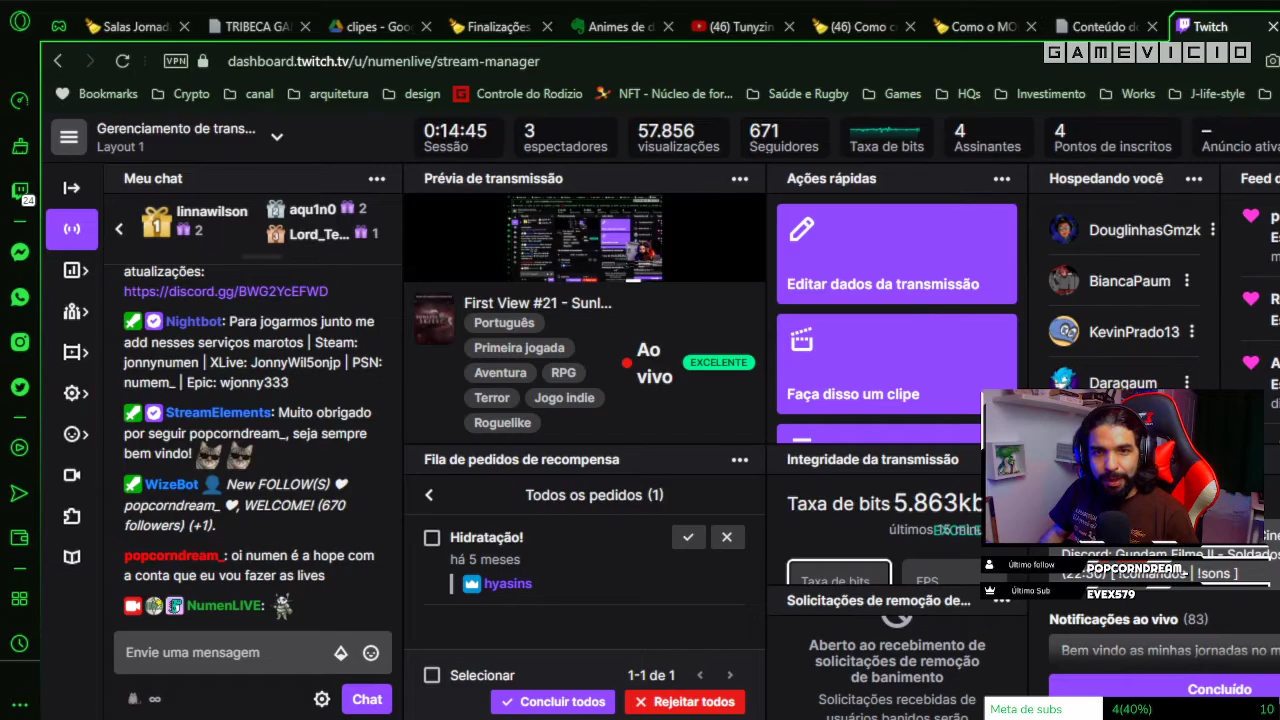 Salas Jornad
TRIBECA GA
clipes - Goo
Finalizações
Animes de d
(46) Tunyzin
(46) Como c
Como o MO
Conteúdo d
Twitch
GAMEVICIO
VPN
dashboard.twitch.tv/u/numenlive/stream-manager
Bookmarks
Crypto
canal
arquitetura
design
Controle do Rodizio
NFT - Núcleo de for...
Saúde e Rugby
Games
HQs
Investimento
Works
J-life-style
Gerenciamento de trans...
Layout 1
0:14:45
Sessão
3
espectadores
57.856
visualizações
671
Seguidores
Taxa de bits
4
Assinantes
4
Pontos de inscritos
–
Anúncio ativa
24
Meu chat
1 linnawilson
2
2 aqu1n0 2
3 Lord_Te... 1
atualizações:
https://discord.gg/BWG2YcEFWD
Nightbot: Para jogarmos junto me
add nesses serviços marotos | Steam:
jonnynumen | XLive: JonnyWil5onjp | PSN:
numem_ | Epic: wjonny333
StreamElements: Muito obrigado
por seguir popcorndream_, seja sempre
bem vindo!
WizeBot New FOLLOW(S)
popcorndream_ , WELCOME! (670
followers) (+1).
popcorndream_: oi numen é a hope com
a conta que eu vou fazer as lives
NumenLIVE:
Envie uma mensagem
Chat
Prévia de transmissão
First View #21 - Sunl...
Português
Primeira jogada
Aventura
RPG
Terror
Jogo indie
Roguelike
Ao
vivo
EXCELENTE
Fila de pedidos de recompensa
Todos os pedidos (1)
Hidratação!
há 5 meses
hyasins
Selecionar
1-1 de 1
Concluir todos
Rejeitar todos
Ações rápidas
Editar dados da transmissão
Faça disso um clipe
Integridade da transmissão
Taxa de bits 5.863kb
Taxa de bits
FPS
Solicitações de remoção de...
Aberto ao recebimento de
solicitações de remoção
de banimento
Solicitações recebidas de
usuários banidos serão
Hospedando você
DouglinhasGmzk
BiancaPaum
KevinPrado13
Daragaum
Feed d
Último follow
POPCORNDREAM_
Último Sub
EVEX579
Discord: Gundam Filme II - Soldados
(22:30) [ !comandos | !sons ]
Notificações ao vivo (83)
Bem vindo as minhas jornadas no m
Concluído
Meta de subs
4(40%)
10